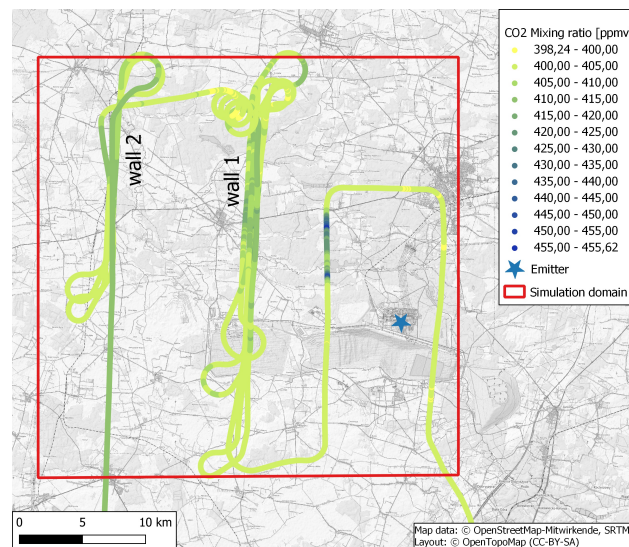 CO2 Mixing ratio [ppmv
398,24 - 400,00
400,00 - 405,00
405,00 - 410,00
410,00 - 415,00
415,00 - 420,00
420,00 - 425,00
425,00 - 430,00
430,00 - 435,00
435,00 - 440,00
440,00 - 445,00
445,00 - 450,00
450,00 - 455,00
455,00 - 455,62
Emitter
Simulation domain
wall 2
wall 1
0 5 10 km
Map data: © OpenStreetMap-Mitwirkende, SRTM
Layout: © OpenTopoMap (CC-BY-SA)